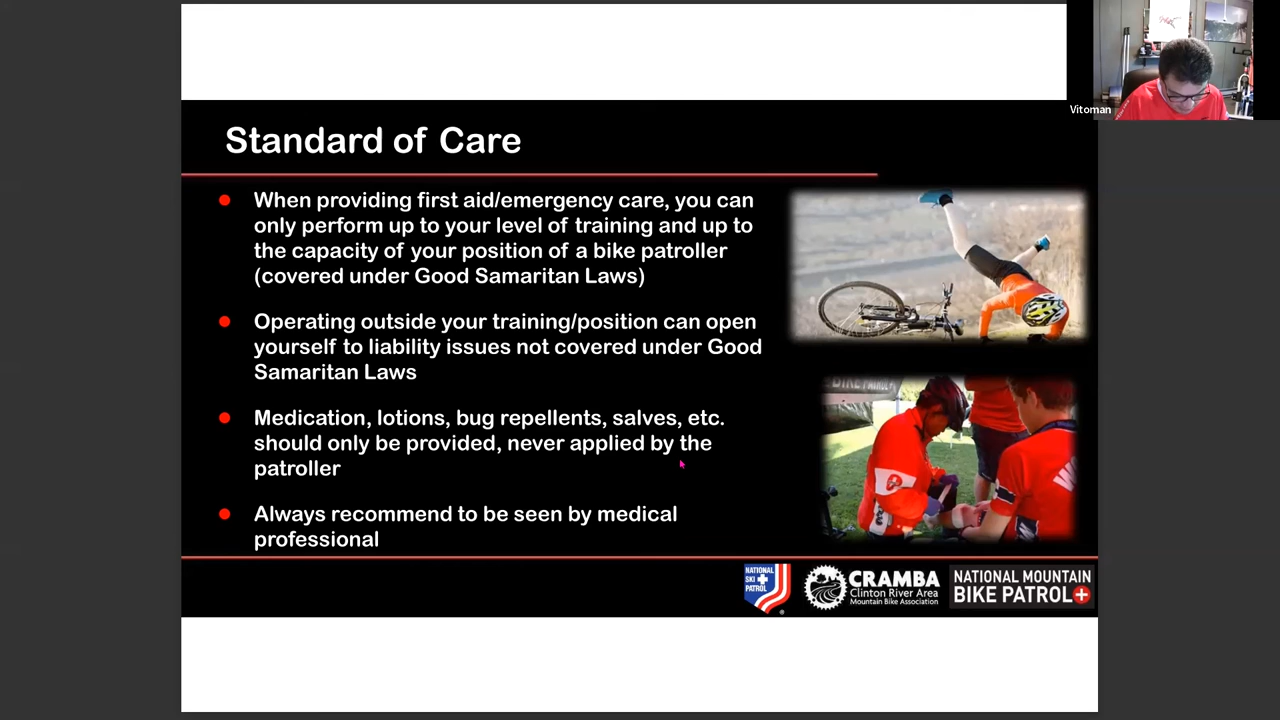 Vitoman
Standard of Care
When providing first aid/emergency care, you can
only perform up to your level of training and up to
the capacity of your position of a bike patroller
(covered under Good Samaritan Laws)
Operating outside your training/position can open
yourself to liability issues not covered under Good
Samaritan Laws
Medication, lotions, bug repellents, salves, etc.
should only be provided, never applied by the
patroller
Always recommend to be seen by medical
professional
BIKE PATROL
NATIONAL
SKI
PATROL
CRAMBA
Clinton River Area
Mountain Bike Association
NATIONAL MOUNTAIN
BIKE PATROL